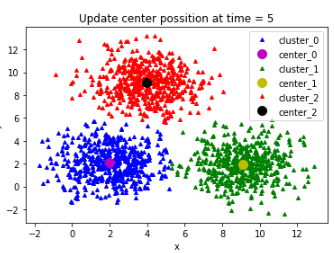 Update center possition at time = 5
cluster_0
center_0
cluster_1
center_1
cluster_2
center_2
12
10
8
6
4
2
0
−2
−2 0 2 4 6 8 10 12
x